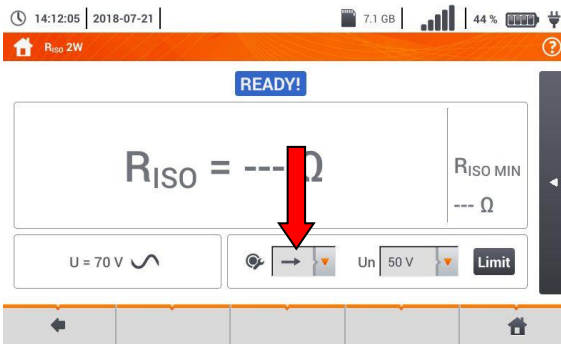 14:12:05 2018-07-21 7.1 GB 44 %
RISO 2W
READY!
RISO = --- Ω
RISO MIN
--- Ω
U = 70 V
Un 50 V Limit